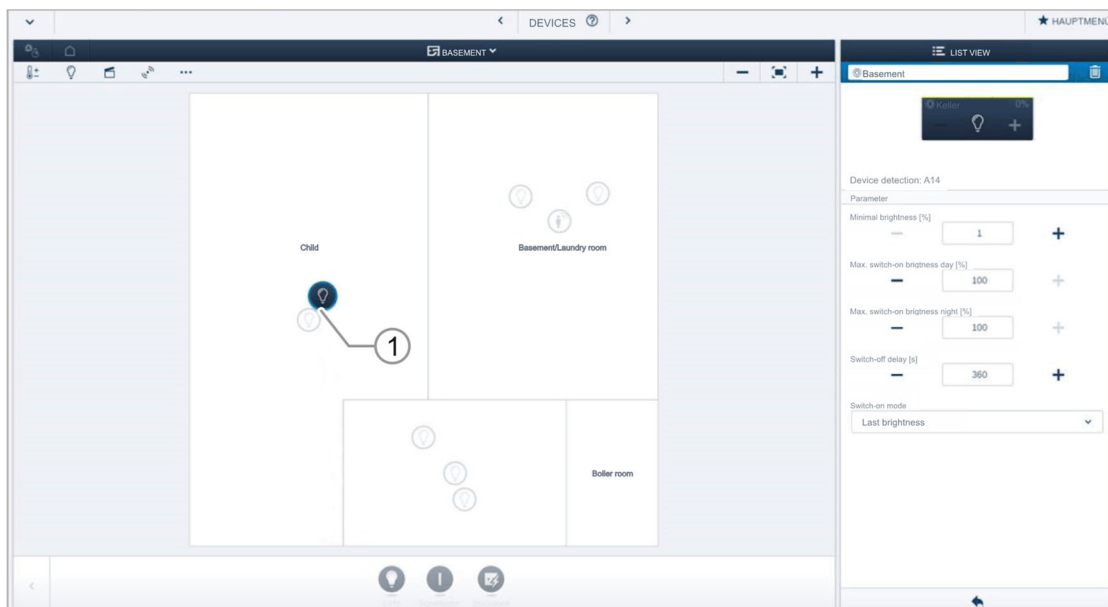 DEVICES ?
★ HAUPTMENÜ
BASEMENT
LIST VIEW
Basement
Keller 0%
Device detection: A14
Parameter
Minimal brightness [%]
1
Max. switch-on brigtness day [%]
100
Max. switch-on brigtness night [%]
100
Switch-off delay [s]
360
Switch-on mode
Last brightness
Child
Basement/Laundry room
1
Boiler room